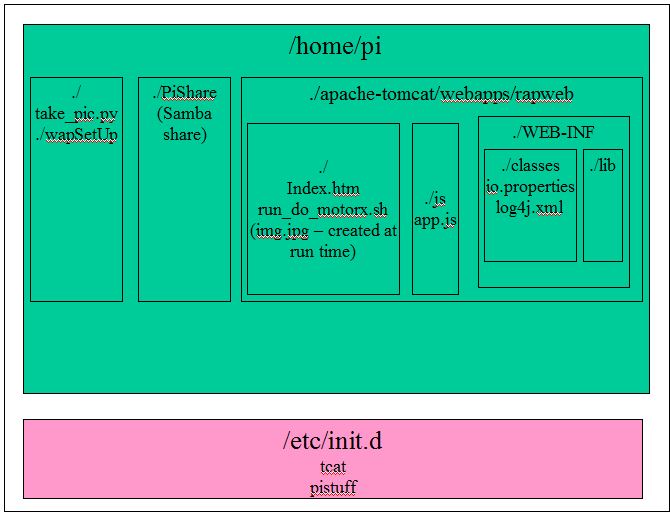 /home/pi
./
take_pic.py
./wapSetUp
./PiShare
(Samba
share)
./apache-tomcat/webapps/rapweb
./
Index.htm
run_do_motorx.sh
(img.jpg – created at
run time)
./js
app.js
./WEB-INF
./classes
io.properties
log4j.xml
./lib
/etc/init.d
tcat
pistuff